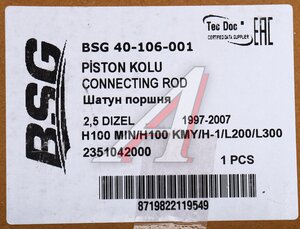 BSG
Tec Doc
CERTIFIED DATA SUPPLIER
EAC
BSG 40-106-001
PİSTON KOLU
CONNECTING ROD
Шатун поршня
2,5 DIZEL 1997-2007
H100 MIN/H100 KMY/H-1/L200/L300
2351042000
1 PCS
8719822119549